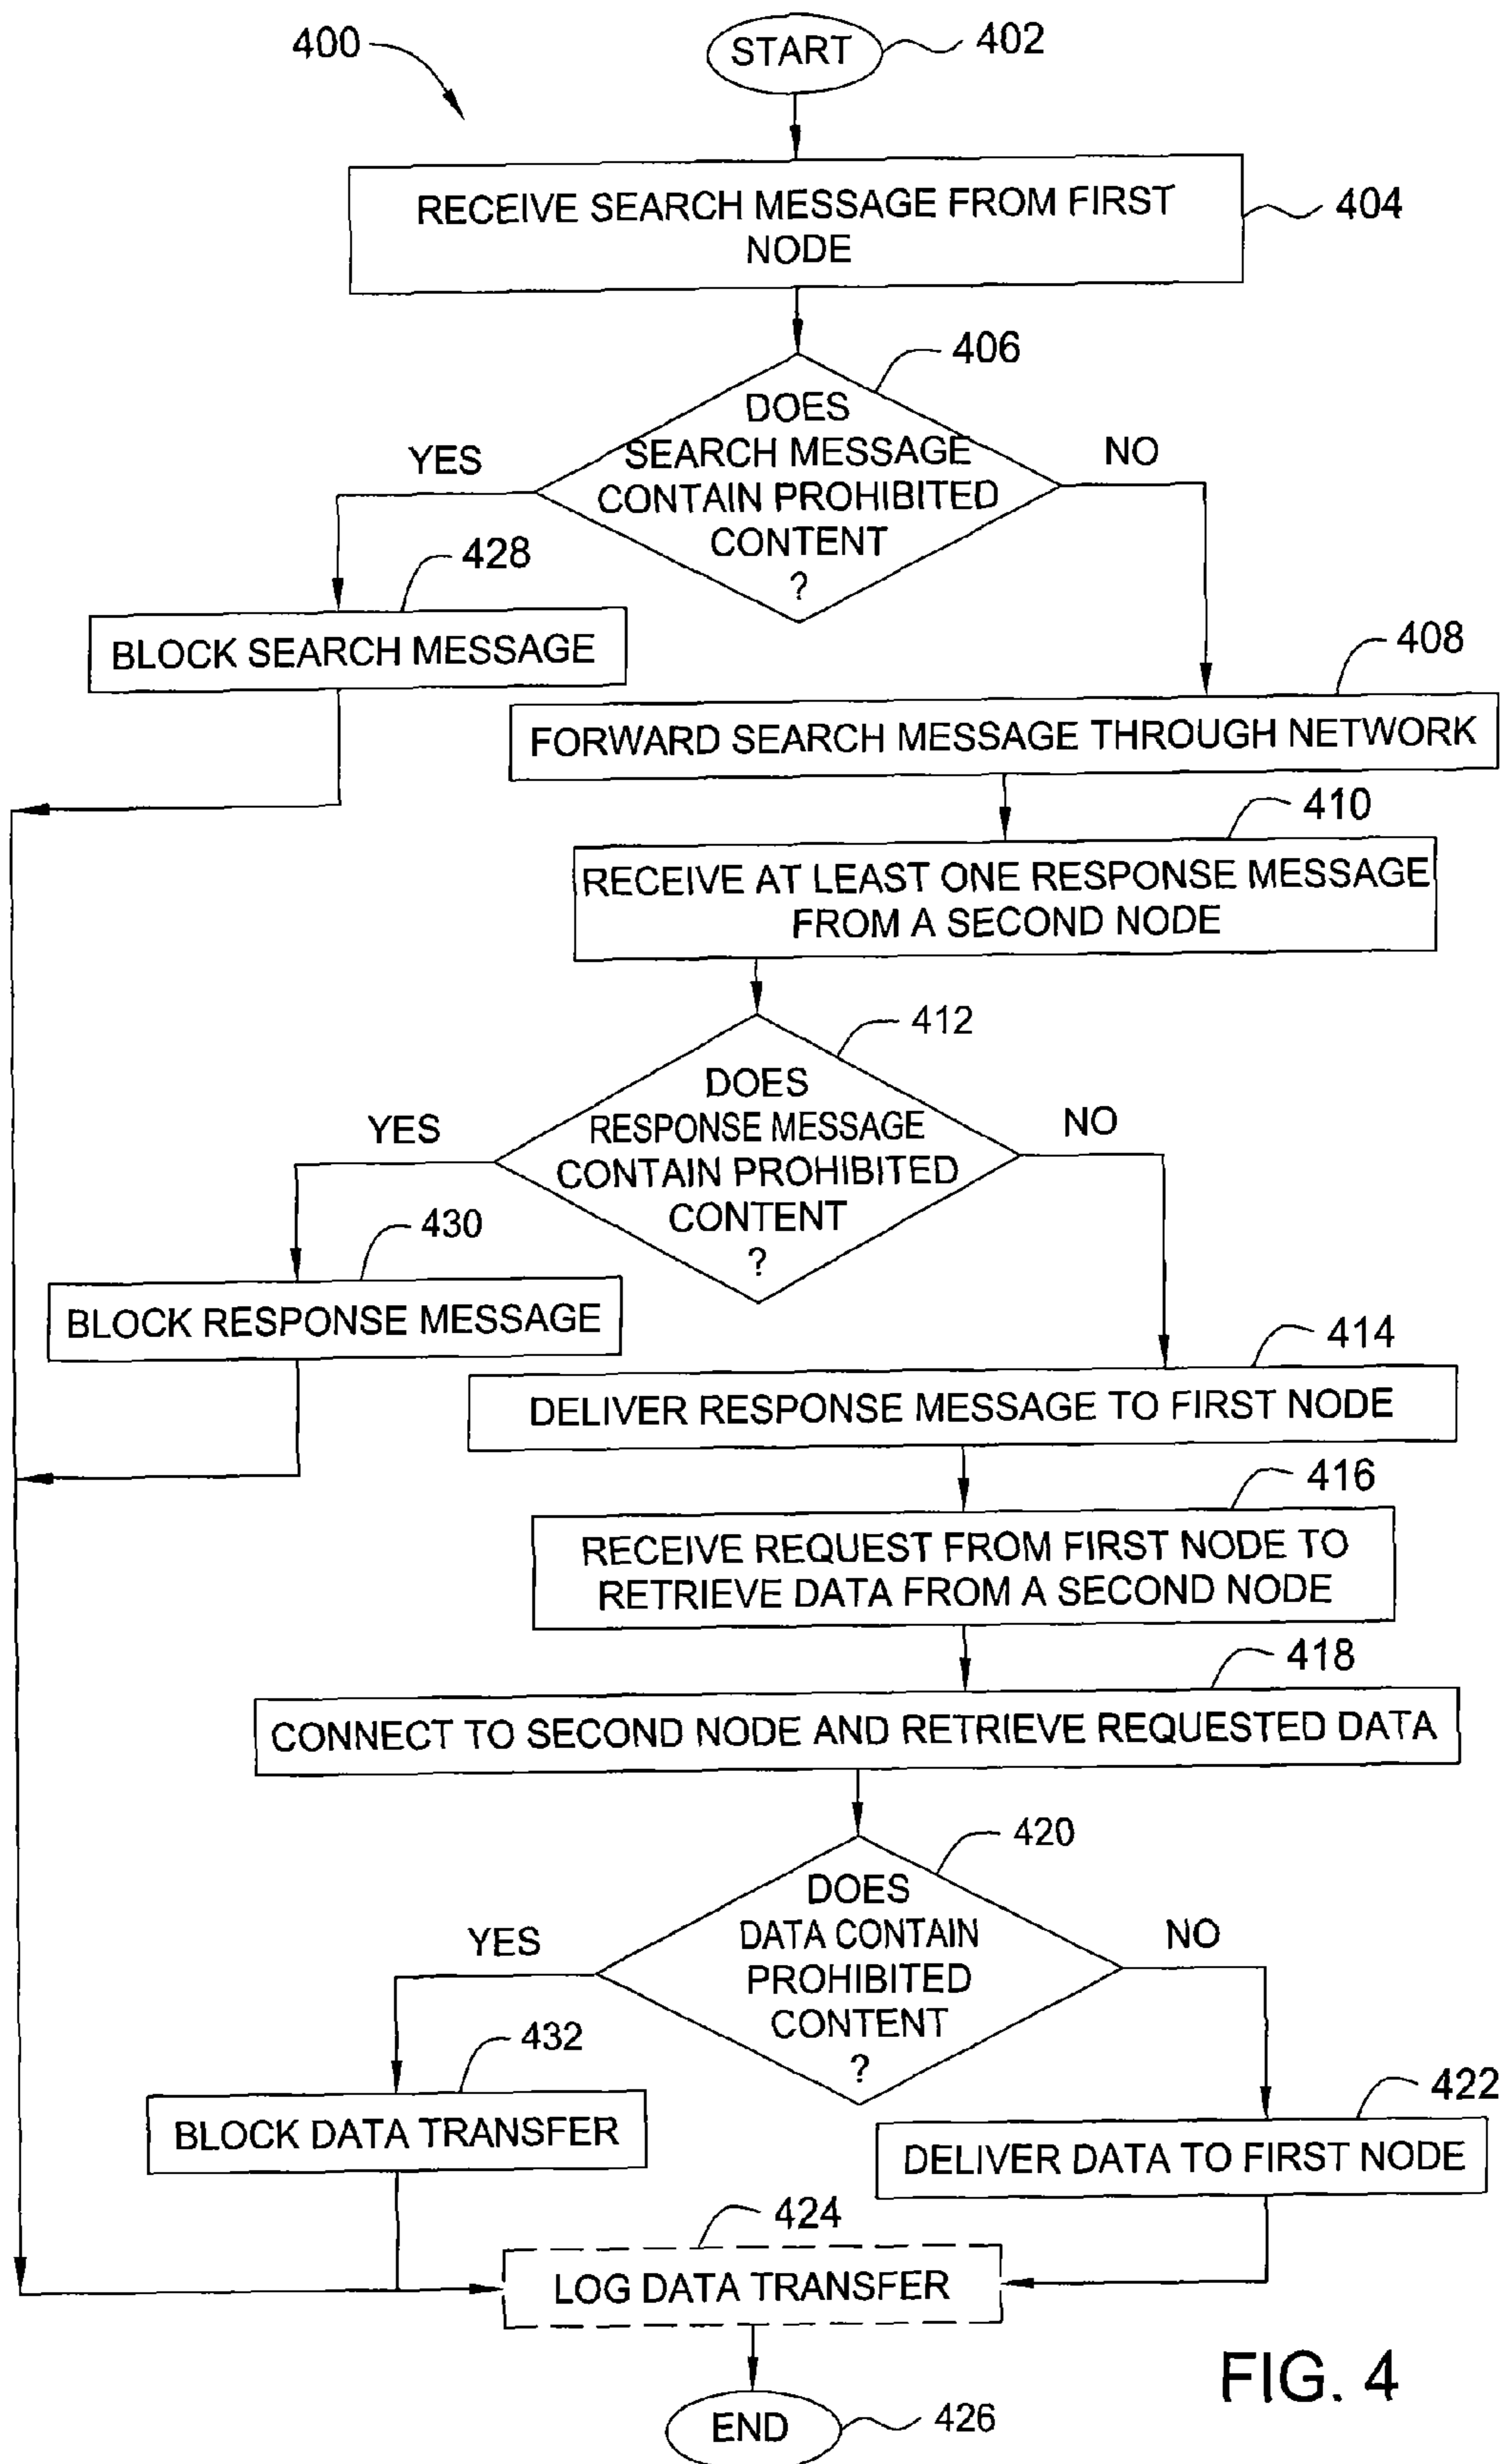 400
START
402
RECEIVE SEARCH MESSAGE FROM FIRST
NODE
404
406
DOES
SEARCH MESSAGE
CONTAIN PROHIBITED
CONTENT
?
YES
NO
428
BLOCK SEARCH MESSAGE
408
FORWARD SEARCH MESSAGE THROUGH NETWORK
410
RECEIVE AT LEAST ONE RESPONSE MESSAGE
FROM A SECOND NODE
412
DOES
RESPONSE MESSAGE
CONTAIN PROHIBITED
CONTENT
?
YES
NO
430
BLOCK RESPONSE MESSAGE
414
DELIVER RESPONSE MESSAGE TO FIRST NODE
416
RECEIVE REQUEST FROM FIRST NODE TO
RETRIEVE DATA FROM A SECOND NODE
418
CONNECT TO SECOND NODE AND RETRIEVE REQUESTED DATA
420
DOES
DATA CONTAIN
PROHIBITED
CONTENT
?
YES
NO
432
BLOCK DATA TRANSFER
422
DELIVER DATA TO FIRST NODE
424
LOG DATA TRANSFER
END
426
FIG. 4